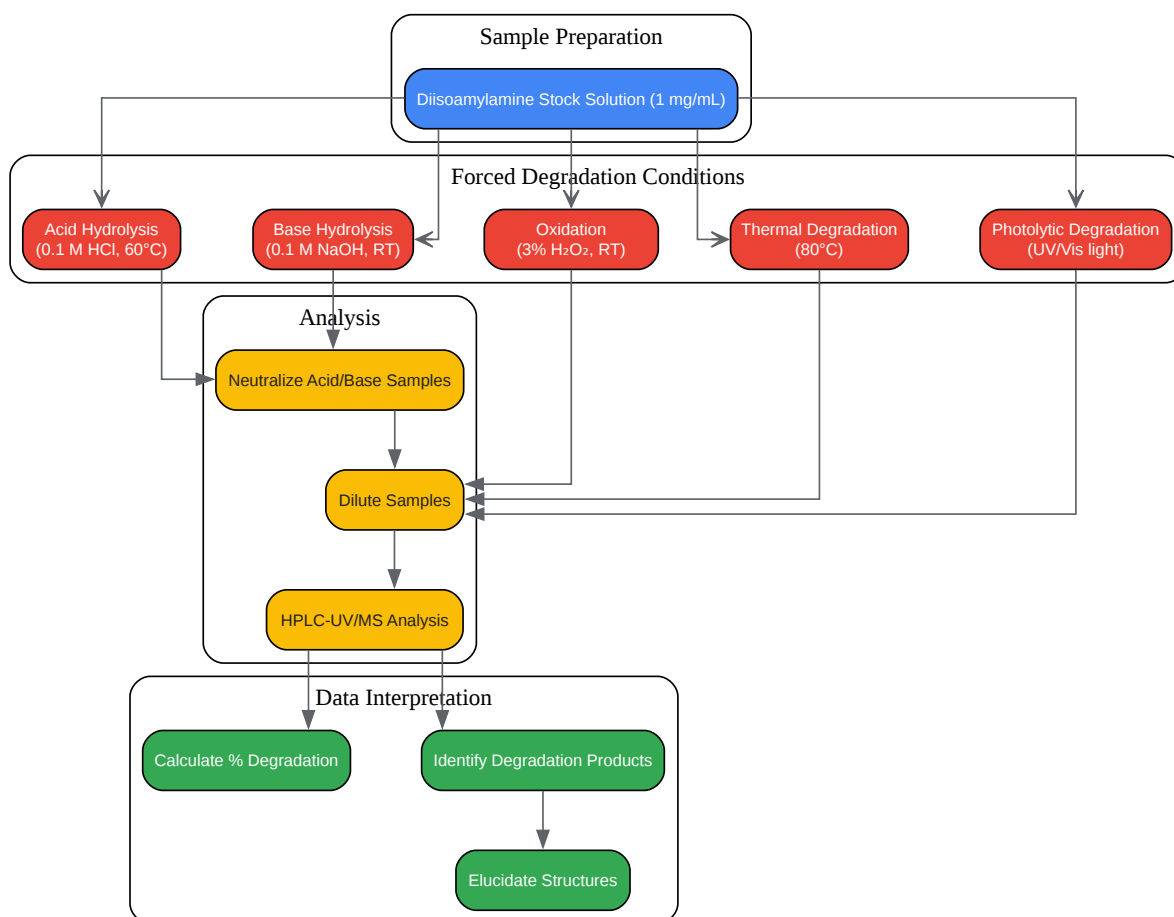 Sample Preparation
Diisoamylamine Stock Solution (1 mg/mL)
Forced Degradation Conditions
Acid Hydrolysis
(0.1 M HCl, 60°C)
Base Hydrolysis
(0.1 M NaOH, RT)
Oxidation
(3% H₂O₂, RT)
Thermal Degradation
(80°C)
Photolytic Degradation
(UV/Vis light)
Analysis
Neutralize Acid/Base Samples
Dilute Samples
HPLC-UV/MS Analysis
Data Interpretation
Calculate % Degradation
Identify Degradation Products
Elucidate Structures